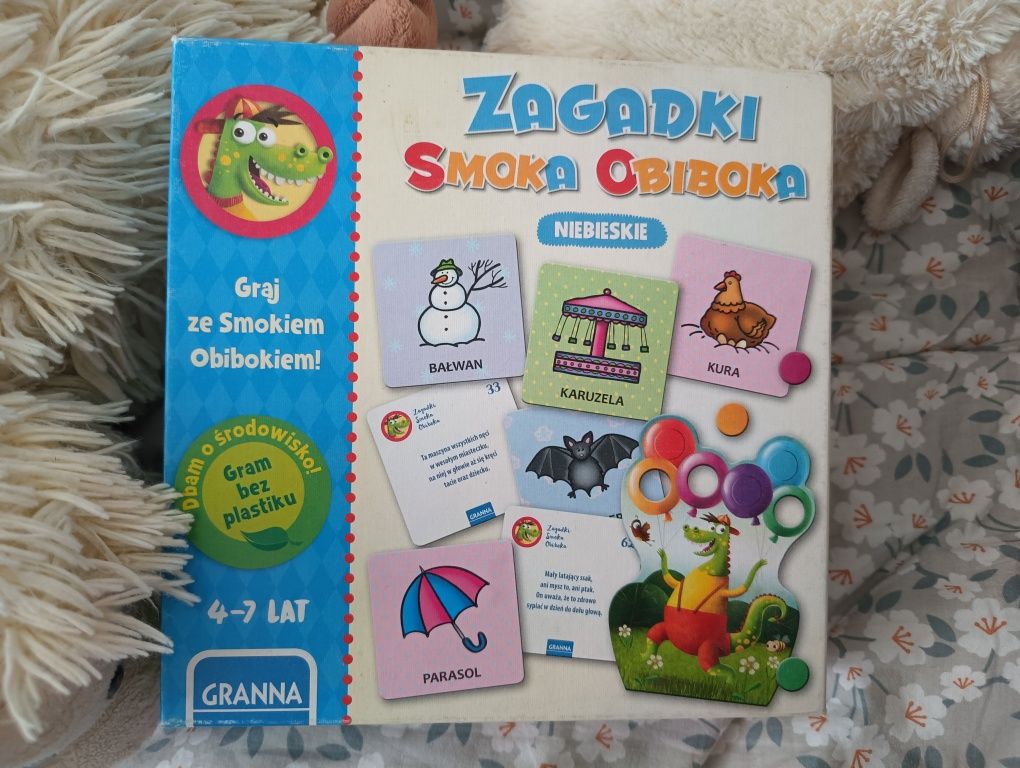 ZAGADKI
SMOKA OBIBOKA
NIEBIESKIE
Graj
ze Smokiem
Obibokiem!
Dbam o środowisko!
Gram
bez
plastiku
4–7 LAT
GRANNA
BAŁWAN
KARUZELA
KURA
33
Zagadki
Smoka
Obiboka
Ta maszyna wszystkich nęci
w wesołym miasteczku,
na niej w głowie aż się kręci
tacie oraz dziecku.
GRANNA
62
Zagadki
Smoka
Obiboka
Mały latający ssak,
ani mysz to, ani ptak.
On uważa, że to zdrowo
sypiać w dzień do dołu głową.
GRANNA
PARASOL